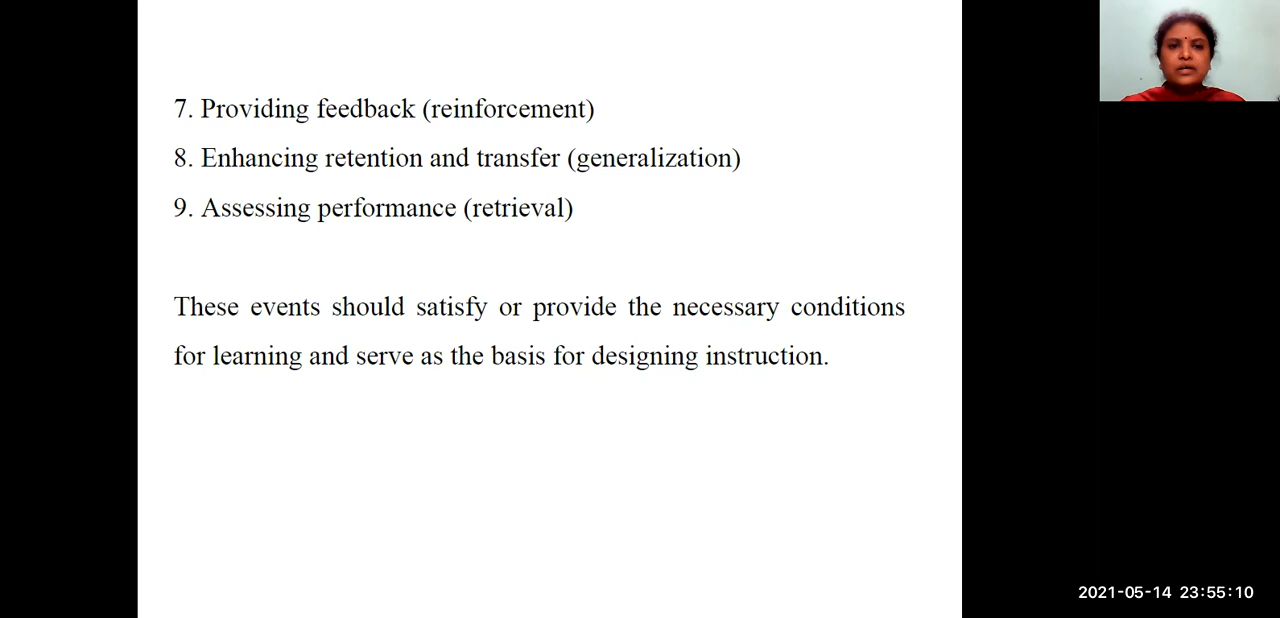 7. Providing feedback (reinforcement)
8. Enhancing retention and transfer (generalization)
9. Assessing performance (retrieval)
These events should satisfy or provide the necessary conditions
for learning and serve as the basis for designing instruction.
2021-05-14 23:55:10